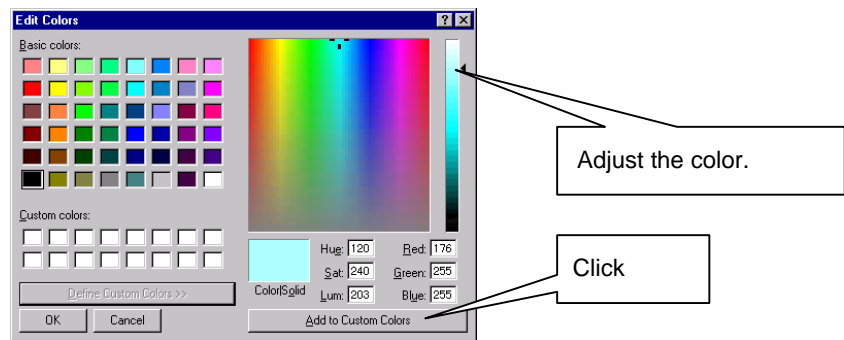 Edit Colors
Basic colors:
Custom colors:
Define Custom Colors >>
OK Cancel
Color|Solid
Hue: 120 Red: 176
Sat: 240 Green: 255
Lum: 203 Blue: 255
Add to Custom Colors
Adjust the color.
Click